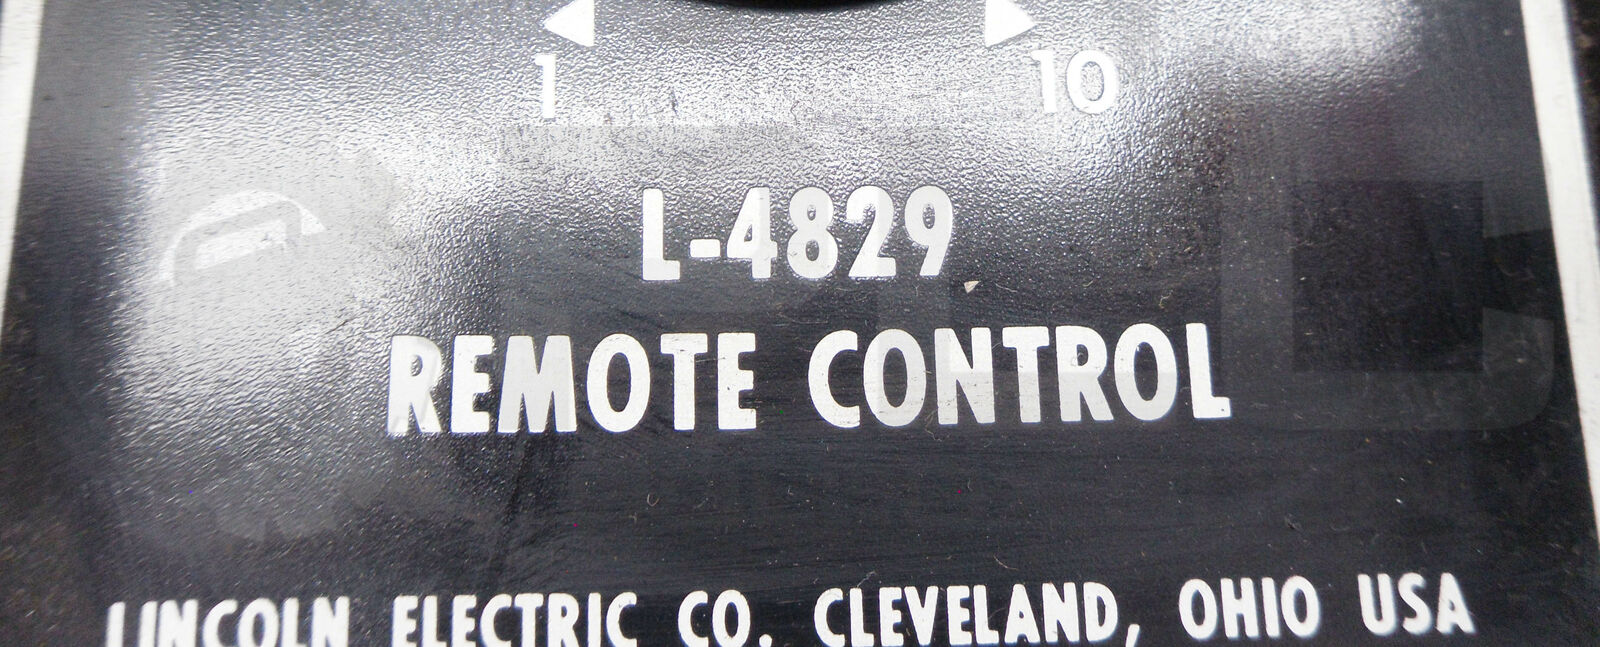 1 10
L-4829
REMOTE CONTROL
LINCOLN ELECTRIC CO. CLEVELAND, OHIO USA